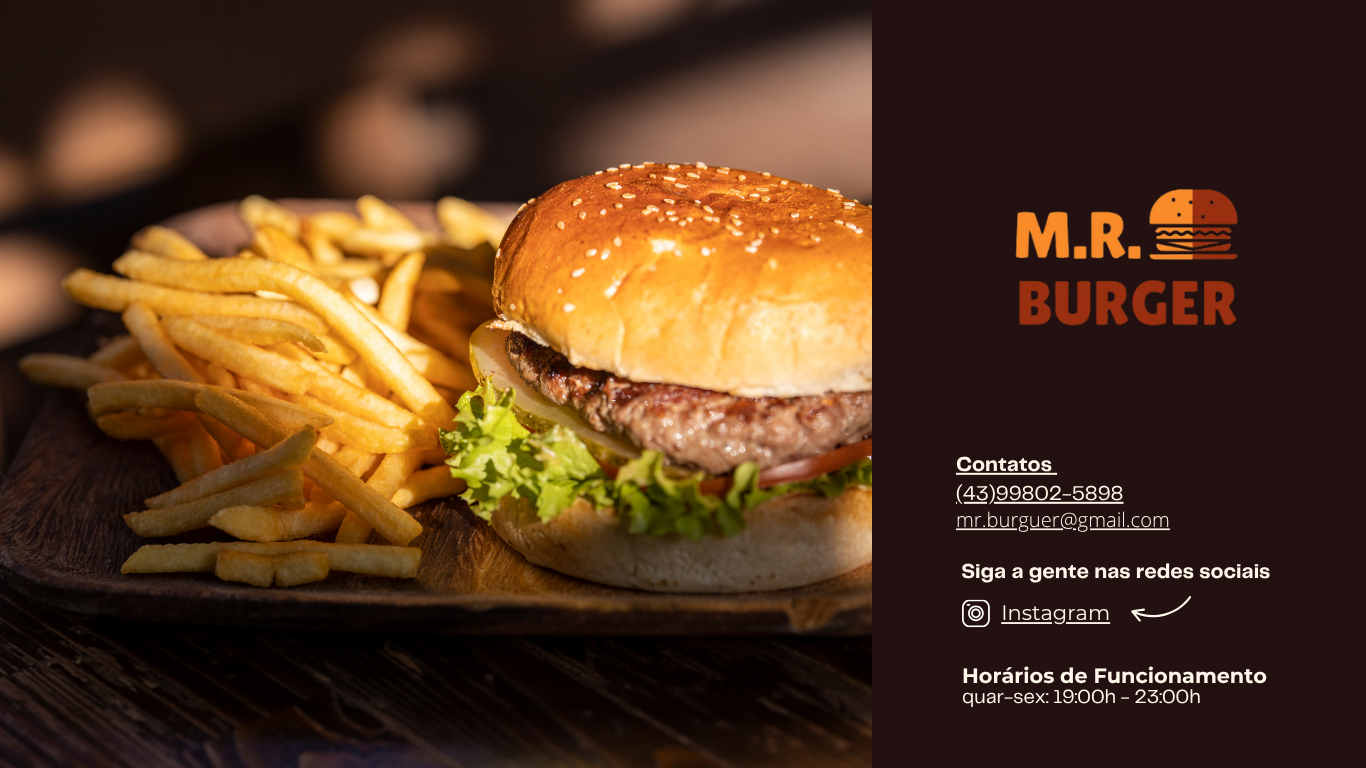 M.R.
BURGER
Contatos
(43)99802-5898
mr.burguer@gmail.com
Siga a gente nas redes sociais
Instagram
Horários de Funcionamento
quar-sex: 19:00h - 23:00h